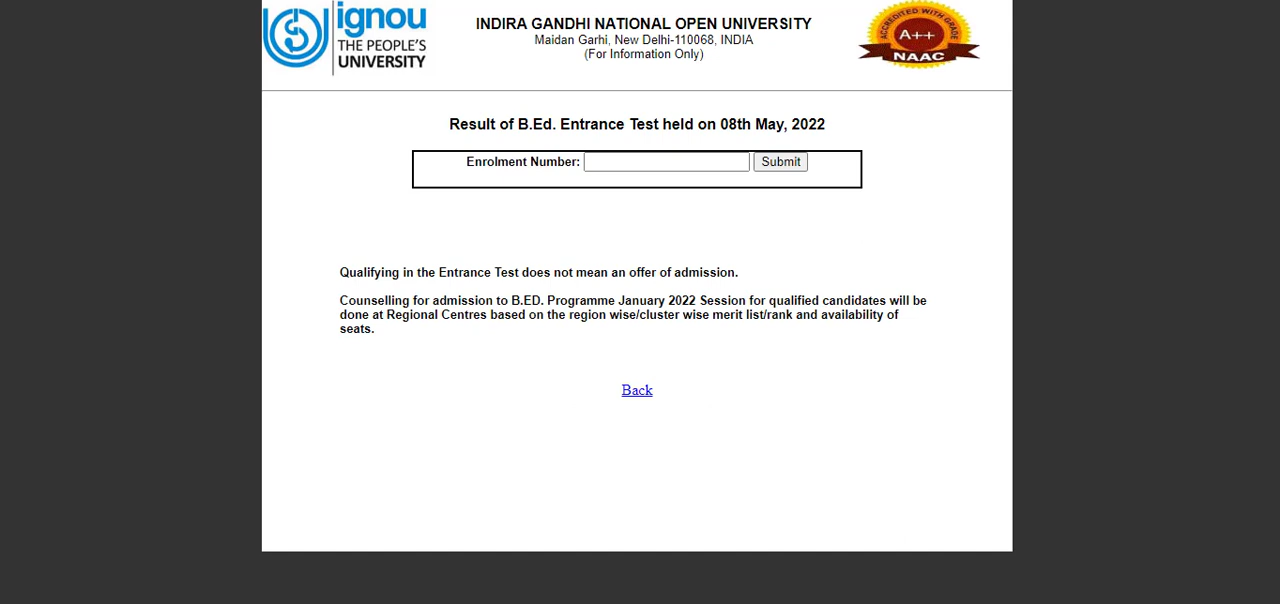 ignou
THE PEOPLE'S
UNIVERSITY
INDIRA GANDHI NATIONAL OPEN UNIVERSITY
Maidan Garhi, New Delhi-110068, INDIA
(For Information Only)
ACCREDITED WITH GRADE
A++
NAAC
Result of B.Ed. Entrance Test held on 08th May, 2022
Enrolment Number: Submit
Qualifying in the Entrance Test does not mean an offer of admission.
Counselling for admission to B.ED. Programme January 2022 Session for qualified candidates will be
done at Regional Centres based on the region wise/cluster wise merit list/rank and availability of
seats.
Back